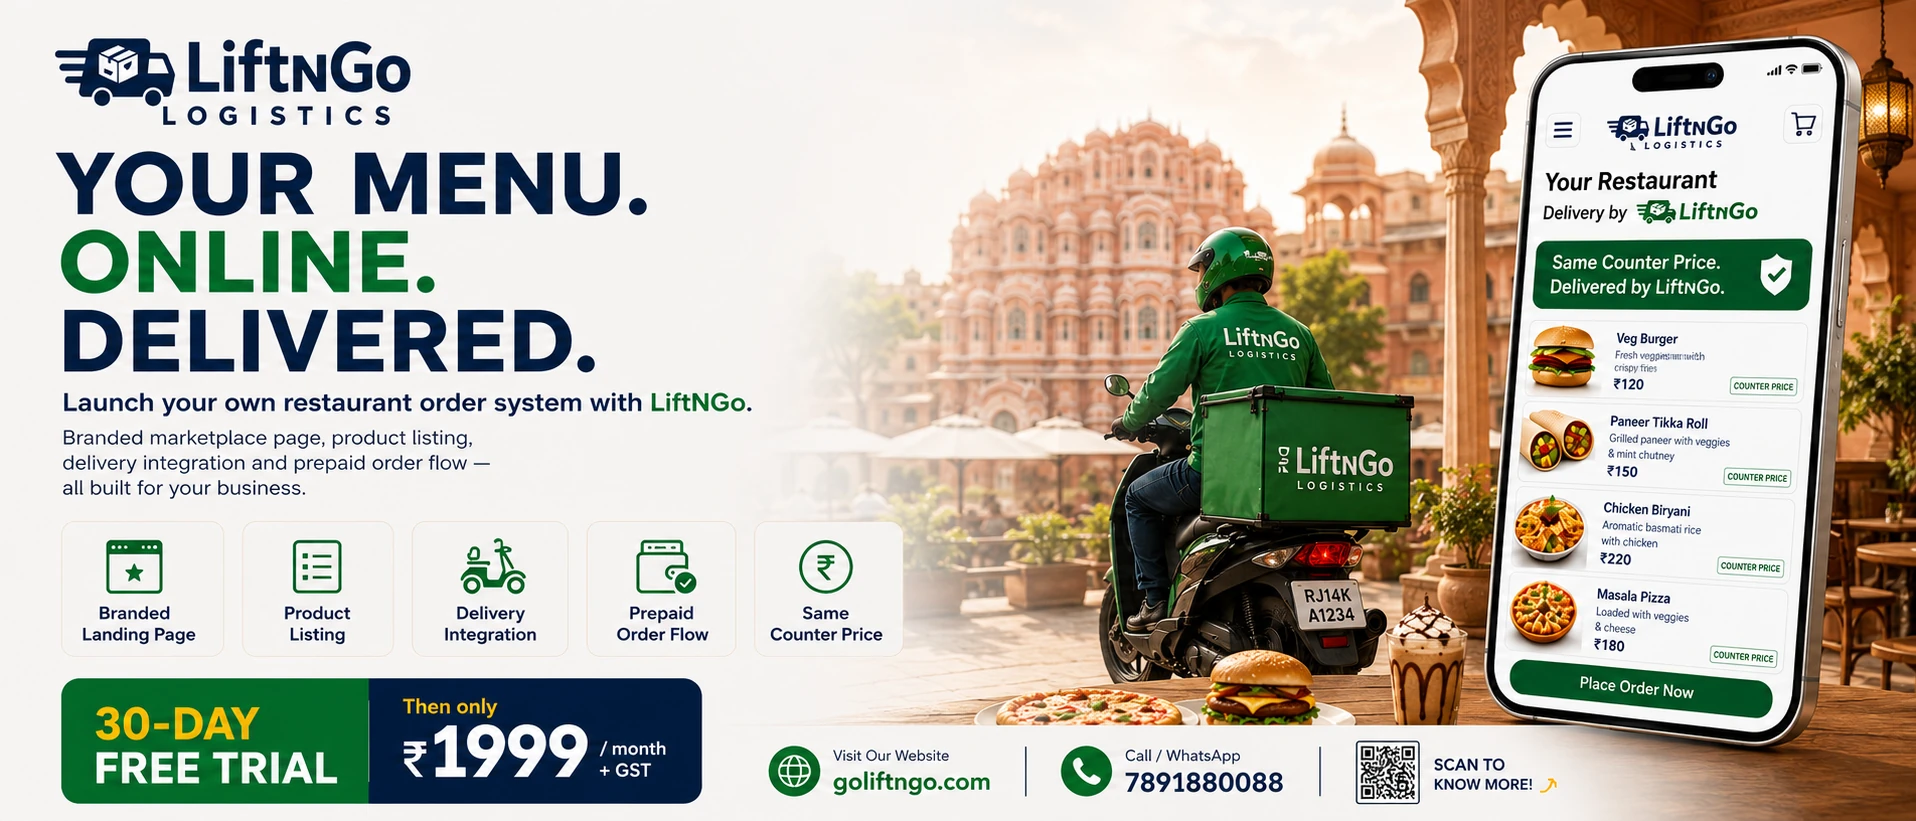 LiftNGo
LOGISTICS
YOUR MENU.
ONLINE.
DELIVERED.
Launch your own restaurant order system with LiftNGo.
Branded marketplace page, product listing,
delivery integration and prepaid order flow —
all built for your business.
Branded
Landing Page
Product
Listing
Delivery
Integration
Prepaid
Order Flow
₹
Same
Counter Price
30-DAY
FREE TRIAL
Then only
₹1999 / month
+ GST
Visit Our Website
goliftngo.com
Call / WhatsApp
7891880088
SCAN TO
KNOW MORE!
LiftNGo
LOGISTICS
LiftNGo
LOGISTICS
RJ14K
A1234
LiftNGo
LOGISTICS
Your Restaurant
Delivery by LiftNGo
Same Counter Price.
Delivered by LiftNGo.
Veg Burger
Fresh
crispy fries
₹120
COUNTER PRICE
Paneer Tikka Roll
Grilled paneer with veggies
& mint chutney
₹150
COUNTER PRICE
Chicken Biryani
Aromatic basmati rice
with chicken
₹220
COUNTER PRICE
Masala Pizza
Loaded with veggies
& cheese
₹180
COUNTER PRICE
Place Order Now